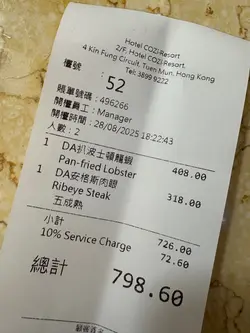 Hotel COZi Resort
2/F. Hotel COZi Resort.
4 Kin Fung Circuit, Tuen Mun, Hong Kong
Tel: 3899 9222
檯號 : 52
賬單號碼 : 496266
開檯員工 : Manager
開檯時間 : 28/08/2025 18:22:43
人數 : 2
1 DA扒波士頓龍蝦 408.00
Pan-fried Lobster
1 DA安格斯肉眼 318.00
Ribeye Steak
五成熟
小計 726.00
10% Service Charge 72.60
總計 798.60